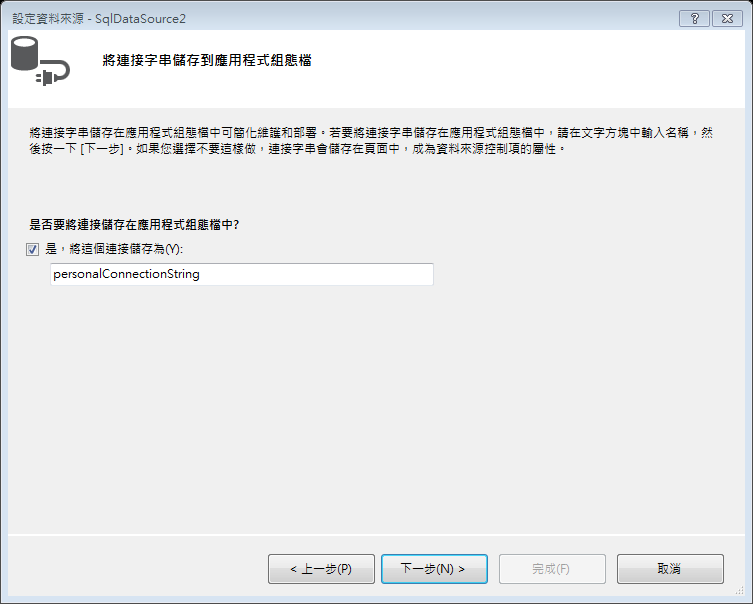 設定資料來源 - SqlDataSource2
?
將連接字串儲存到應用程式組態檔
將連接字串儲存在應用程式組態檔中可簡化維護和部署。若要將連接字串儲存在應用程式組態檔中，請在文字方塊中輸入名稱，然
後按一下 [下一步]。如果您選擇不要這樣做，連接字串會儲存在頁面中，成為資料來源控制項的屬性。
是否要將連接儲存在應用程式組態檔中?
是，將這個連接儲存為(Y):
personalConnectionString
< 上一步(P) 下一步(N) > 完成(F) 取消